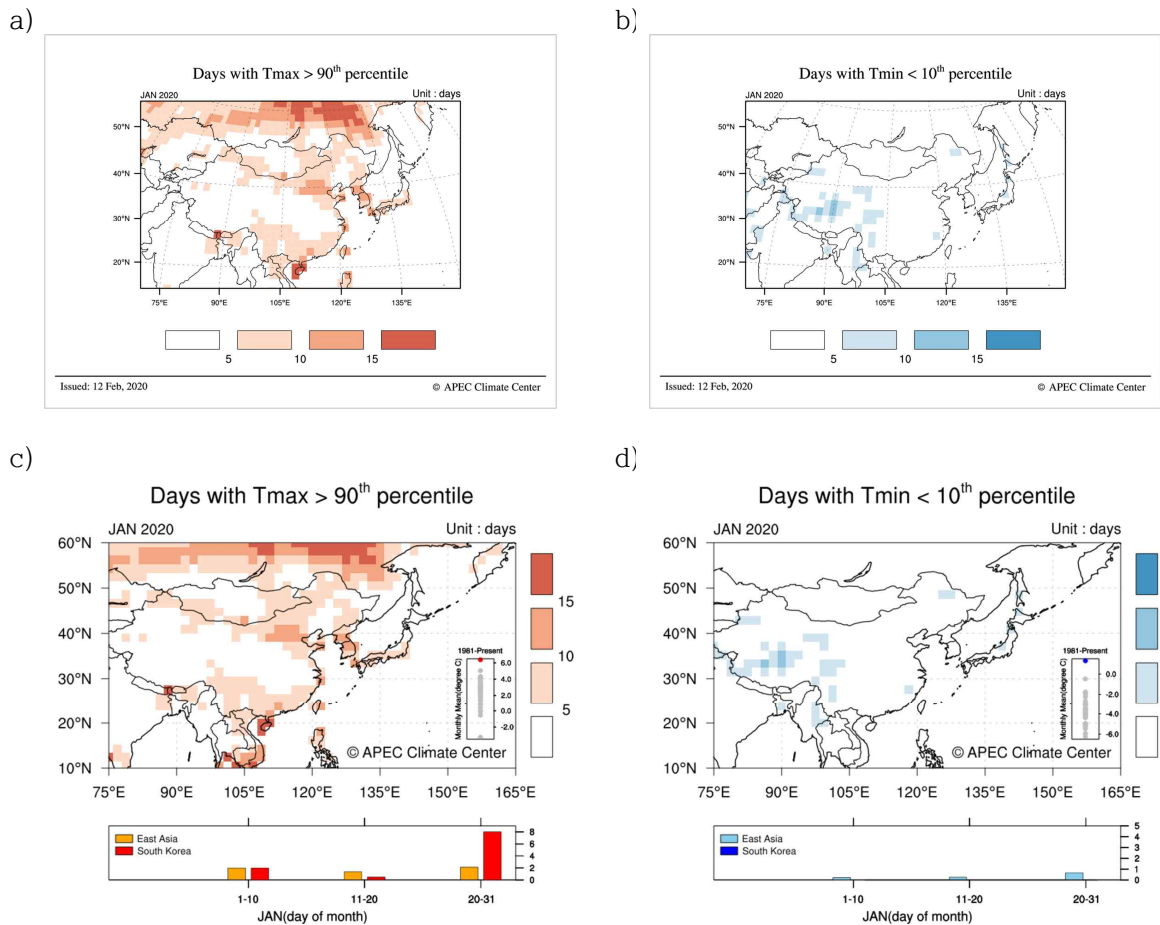 a)
Days with Tmax > 90th percentile
JAN 2020 Unit : days
50°N
40°N
30°N
20°N
75°E 90°E 105°E 120°E 135°E
5 10 15
Issued: 12 Feb, 2020 © APEC Climate Center
b)
Days with Tmin < 10th percentile
JAN 2020 Unit : days
50°N
40°N
30°N
20°N
75°E 90°E 105°E 120°E 135°E
5 10 15
Issued: 12 Feb, 2020 © APEC Climate Center
c)
Days with Tmax > 90th percentile
JAN 2020 Unit : days
60°N
50°N
40°N
30°N
20°N
10°N
75°E 90°E 105°E 120°E 135°E 150°E 165°E
15
10
5
1981-Present
Monthly Mean(degree C)
6.0
4.0
2.0
0.0
-2.0
© APEC Climate Center
East Asia
South Korea
8
6
4
2
0
1-10 11-20 20-31
JAN(day of month)
d)
Days with Tmin < 10th percentile
JAN 2020 Unit : days
60°N
50°N
40°N
30°N
20°N
10°N
75°E 90°E 105°E 120°E 135°E 150°E 165°E
1981-Present
Monthly Mean(degree C)
0.0
-2.0
-4.0
-6.0
© APEC Climate Center
East Asia
South Korea
5
4
3
2
1
0
1-10 11-20 20-31
JAN(day of month)